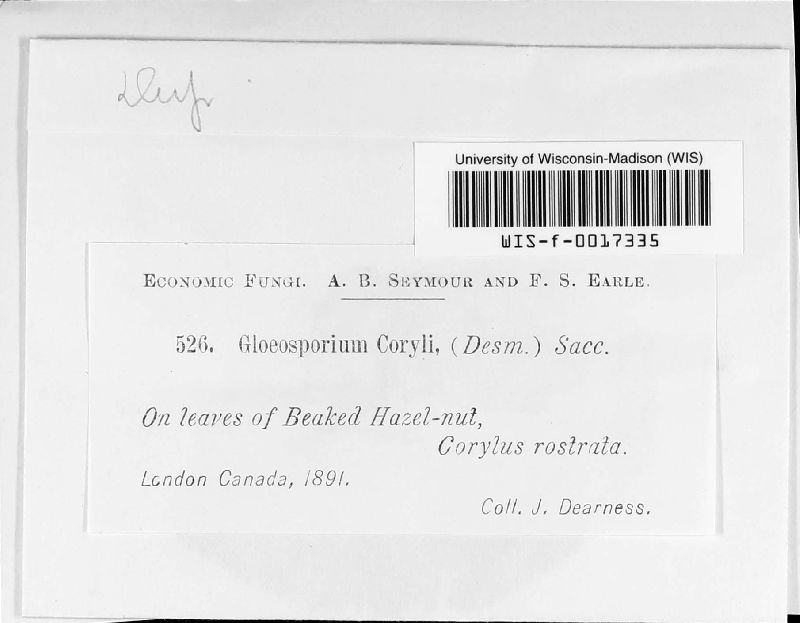 Dup
University of Wisconsin-Madison (WIS)
WIS-f-0017335
ECONOMIC FUNGI. A. B. SEYMOUR AND F. S. EARLE.
526. Gloeosporium Coryli, (Desm.) Sacc.
On leaves of Beaked Hazel-nut,
Corylus rostrata.
London Canada, 1891.
Coll. J. Dearness.